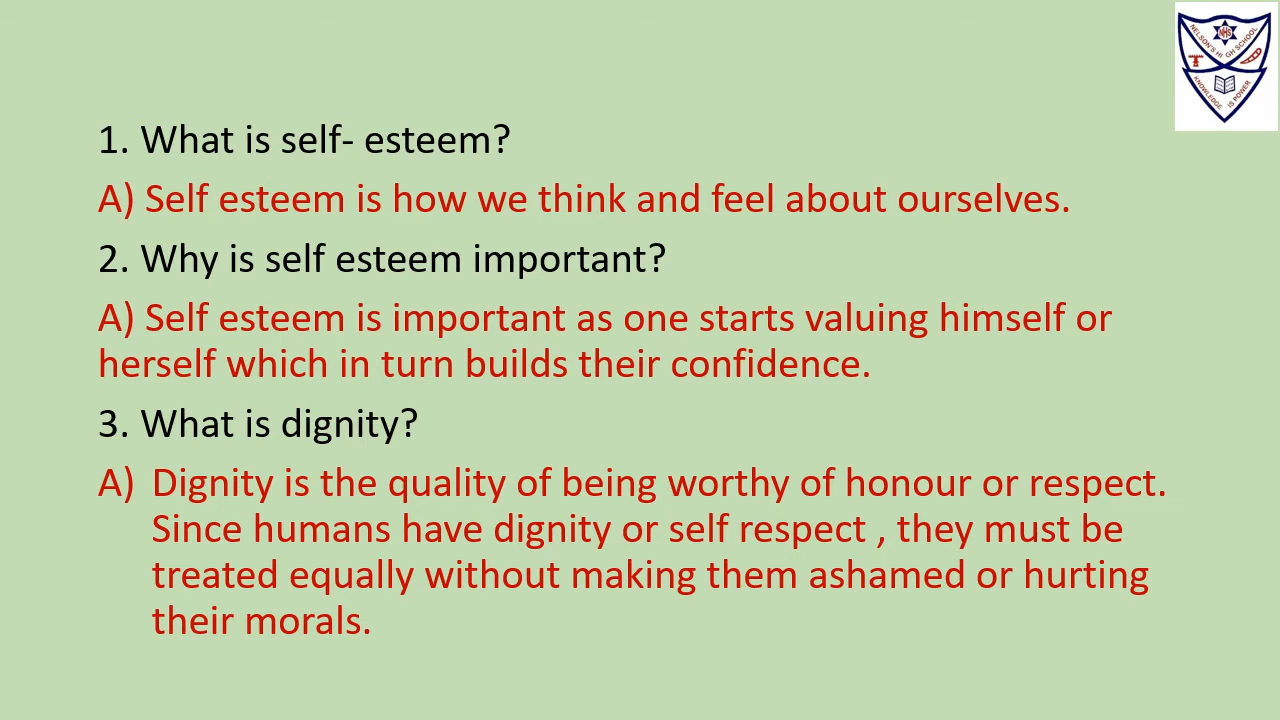 NELSON'S HIGH SCHOOL
NHS
KNOWLEDGE IS POWER
1. What is self- esteem?
A) Self esteem is how we think and feel about ourselves.
2. Why is self esteem important?
A) Self esteem is important as one starts valuing himself or
herself which in turn builds their confidence.
3. What is dignity?
A) Dignity is the quality of being worthy of honour or respect.
Since humans have dignity or self respect , they must be
treated equally without making them ashamed or hurting
their morals.